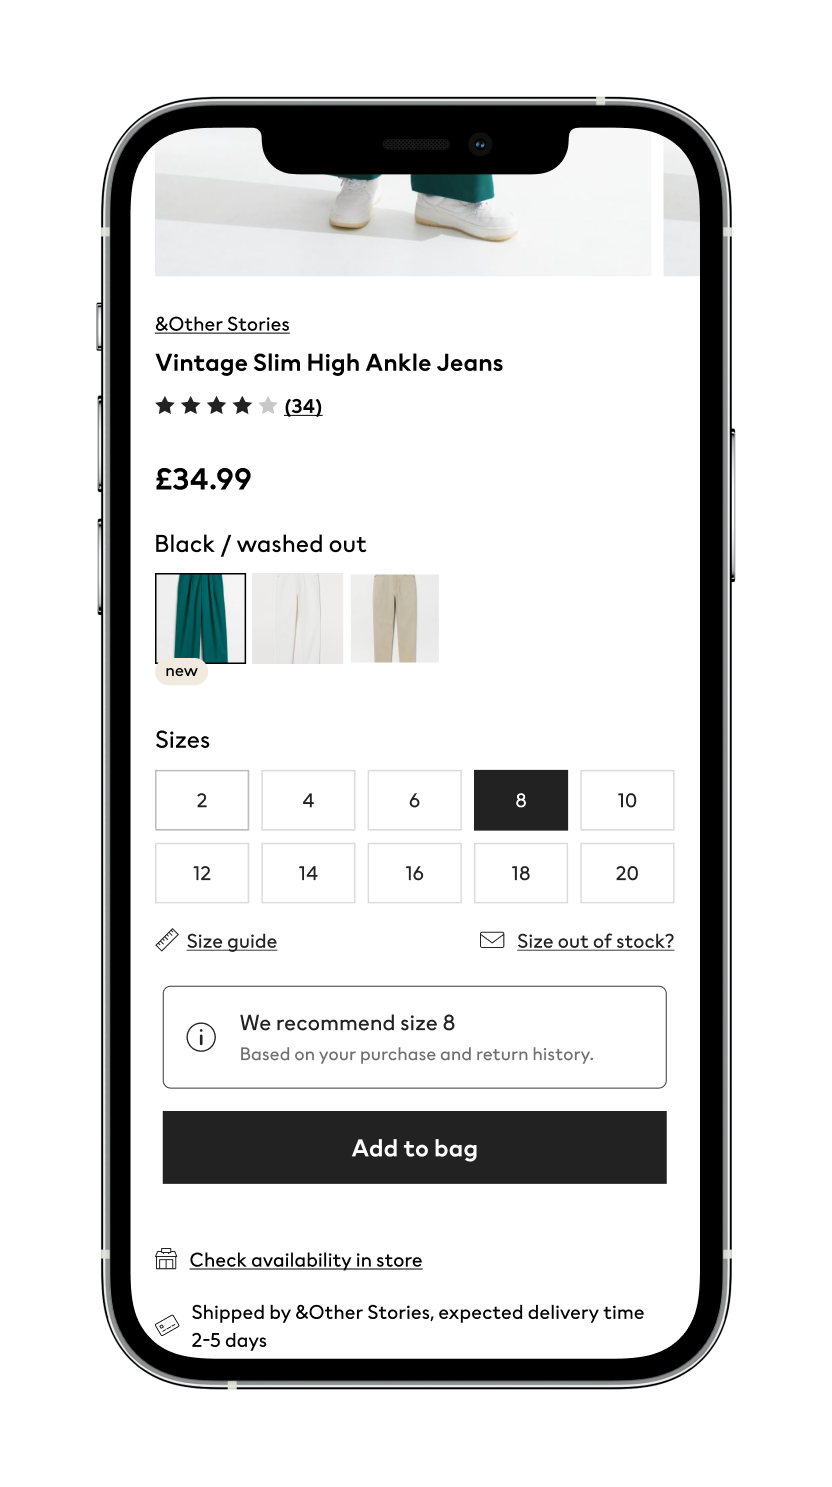 &Other Stories
Vintage Slim High Ankle Jeans
(34)
£34.99
Black / washed out
new
Sizes
2 4 6 8 10
12 14 16 18 20
Size guide Size out of stock?
We recommend size 8
Based on your purchase and return history.
Add to bag
Check availability in store
Shipped by &Other Stories, expected delivery time
2-5 days